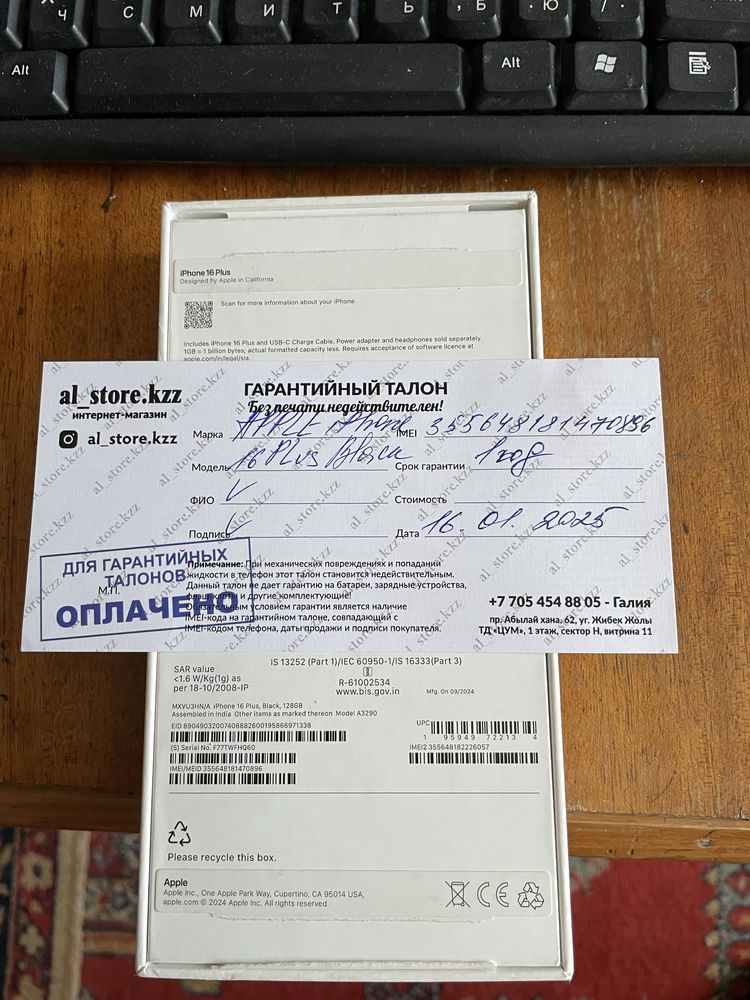 Ч С М И Т Ь Б Ю /
Alt Alt
iPhone 16 Plus
Designed by Apple in California
Scan for more information about your iPhone.
Includes iPhone 16 Plus and USB-C Charge Cable. Power adapter and headphones sold separately.
1GB = 1 billion bytes; actual formatted capacity less. Requires acceptance of software licence at
apple.com/in/legal/sla.
al_store.kzz
интернет-магазин
al_store.kzz
ГАРАНТИЙНЫЙ ТАЛОН
Без печати недействителен!
Марка APPLE iPhone IMEI 355648181470896
Модель 16 Plus Black Срок гарантии 1 год
ФИО V Стоимость
Подпись V Дата 16.01.2025
М.П.
ДЛЯ ГАРАНТИЙНЫХ
ТАЛОНОВ
ОПЛАЧЕНО
Примечание: При механических повреждениях и попадании
жидкости в телефон этот талон становится недействительным.
Данный талон не дает гарантию на батареи, зарядные устройства,
флеш карты и другие комплектующие!
Обязательным условием гарантии является наличие
IMEI-кода на гарантийном талоне, совпадающий с
IMEI-кодом телефона, даты продажи и подписи покупателя.
+7 705 454 88 05 - Галия
пр. Абылай хана. 62, уг. Жибек Жолы
ТД «ЦУМ», 1 этаж, сектор Н, витрина 11
SAR value
<1.6 W/Kg(1g) as
per 18-10/2008-IP
IS 13252 (Part 1)/IEC 60950-1/IS 16333(Part 3)
R-61002534
www.bis.gov.in
Mfg. On 09/2024
MXVU3HN/A iPhone 16 Plus, Black, 128GB
Assembled in India Other items as marked thereon Model A3290
EID 89049032007408882600195866971338
(S) Serial No. F77TWFHQ60
IMEI/MEID 355648181470896
UPC
1 95949 72213 4
IMEI2 355648182226057
Please recycle this box.
Apple
Apple Inc., One Apple Park Way, Cupertino, CA 95014 USA,
apple.com © 2024 Apple Inc. All rights reserved.
CE